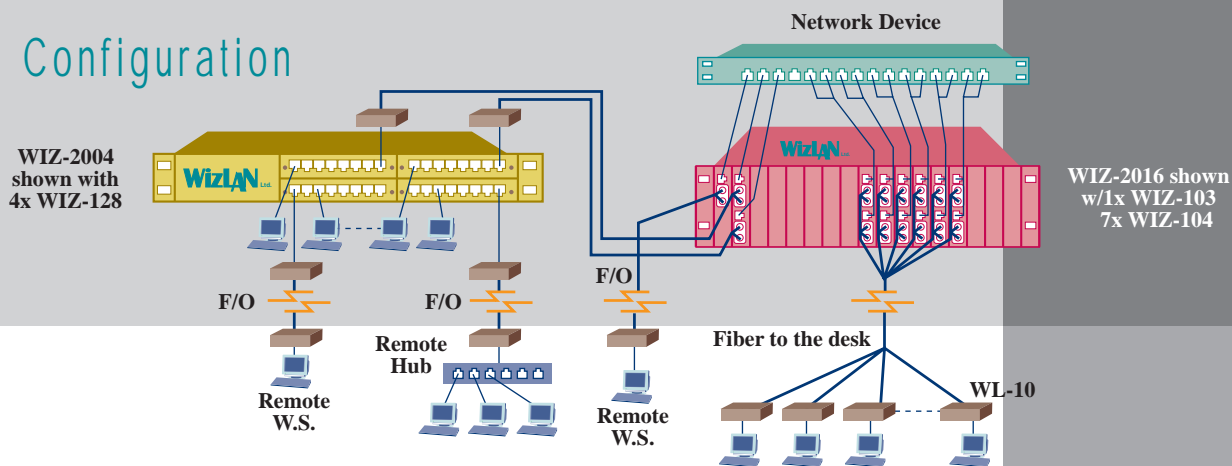 Configuration
Network Device
WIZ-2004
shown with
4x WIZ-128
WizLAN Ltd.
WizLAN Ltd.
WIZ-2016 shown
w/1x WIZ-103
7x WIZ-104
F/O
F/O
F/O
Remote
Hub
Fiber to the desk
Remote
W.S.
Remote
W.S.
WL-10